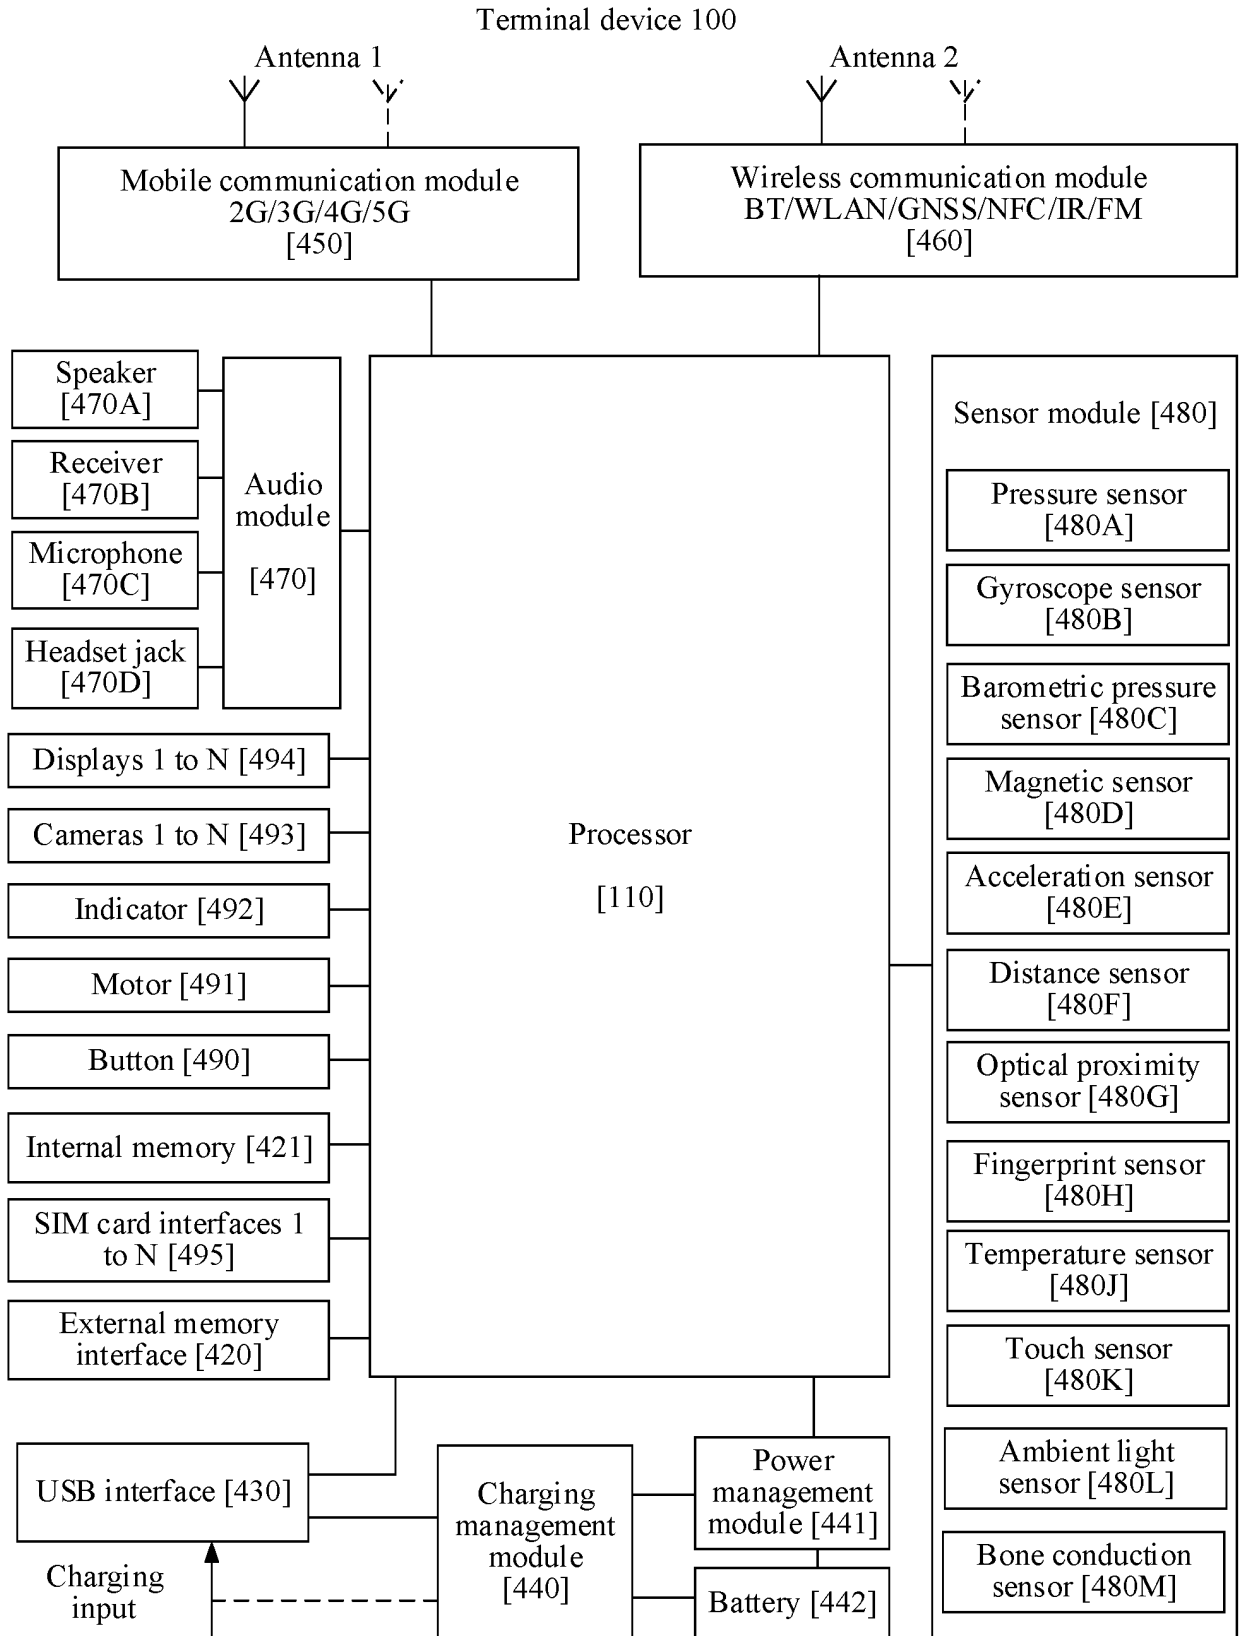 Terminal device 100
Antenna 1
Antenna 2
Mobile communication module
2G/3G/4G/5G
[450]
Wireless communication module
BT/WLAN/GNSS/NFC/IR/FM
[460]
Speaker
[470A]
Receiver
[470B]
Microphone
[470C]
Headset jack
[470D]
Audio
module
[470]
Displays 1 to N [494]
Cameras 1 to N [493]
Indicator [492]
Motor [491]
Button [490]
Internal memory [421]
SIM card interfaces 1
to N [495]
External memory
interface [420]
Processor
[110]
Sensor module [480]
Pressure sensor
[480A]
Gyroscope sensor
[480B]
Barometric pressure
sensor [480C]
Magnetic sensor
[480D]
Acceleration sensor
[480E]
Distance sensor
[480F]
Optical proximity
sensor [480G]
Fingerprint sensor
[480H]
Temperature sensor
[480J]
Touch sensor
[480K]
Ambient light
sensor [480L]
Bone conduction
sensor [480M]
USB interface [430]
Charging
input
Charging
management
module
[440]
Power
management
module [441]
Battery [442]